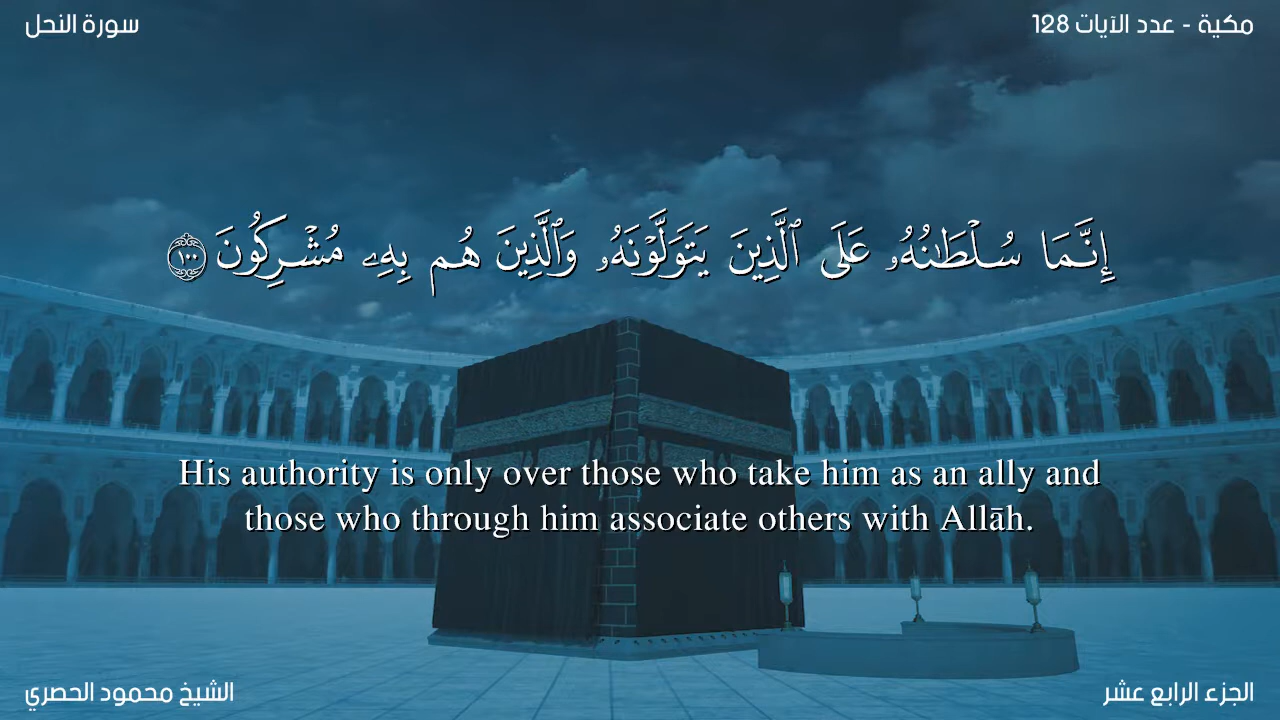 سورة النحل
مكية - عدد الآيات 128
إِنَّمَا سُلْطَٰنُهُۥ عَلَى ٱلَّذِينَ يَتَوَلَّوْنَهُۥ وَٱلَّذِينَ هُم بِهِۦ مُشْرِكُونَ ١٠٠
His authority is only over those who take him as an ally and
those who through him associate others with Allāh.
الشيخ محمود الحصري
الجزء الرابع عشر